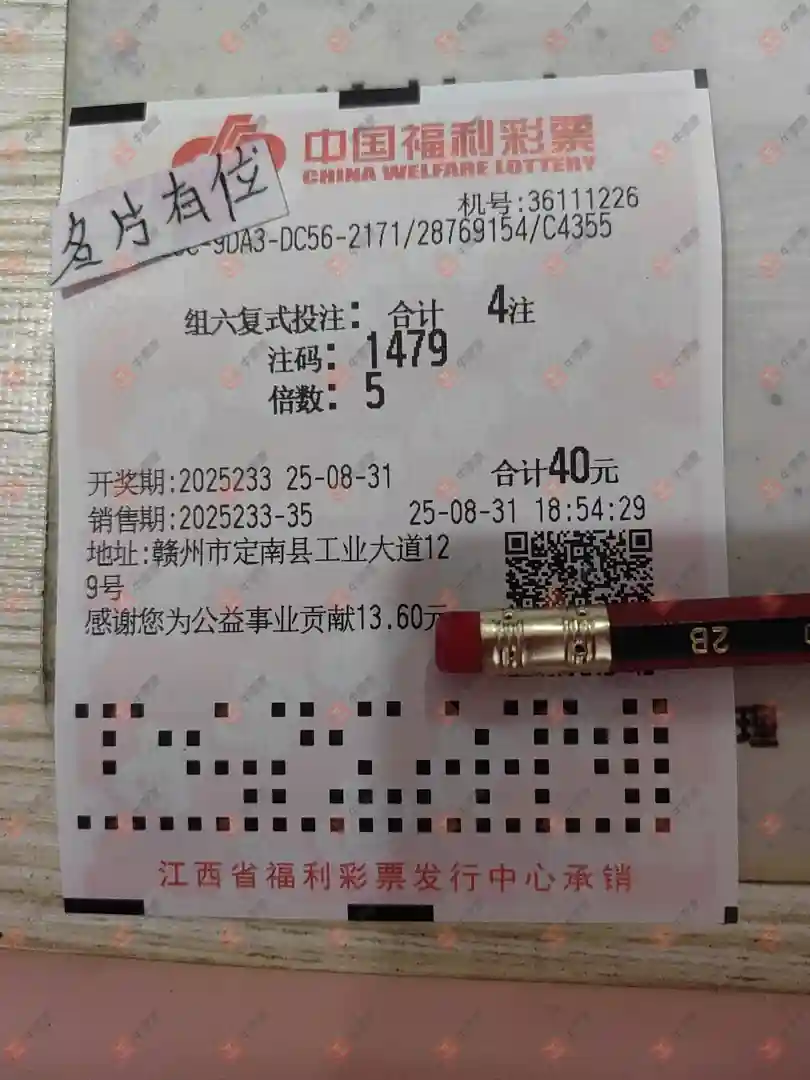 中国福利彩票
CHINA WELFARE LOTTERY
名片有位
机号:36111226
-9DA3-DC56-2171/28769154/C4355
组六复式投注: 合计 4注
注码: 1479
倍数: 5
开奖期:2025233 25-08-31 合计40元
销售期:2025233-35 25-08-31 18:54:29
地址:赣州市定南县工业大道12
9号
感谢您为公益事业贡献13.60元
2B
理
江西省福利彩票发行中心承销